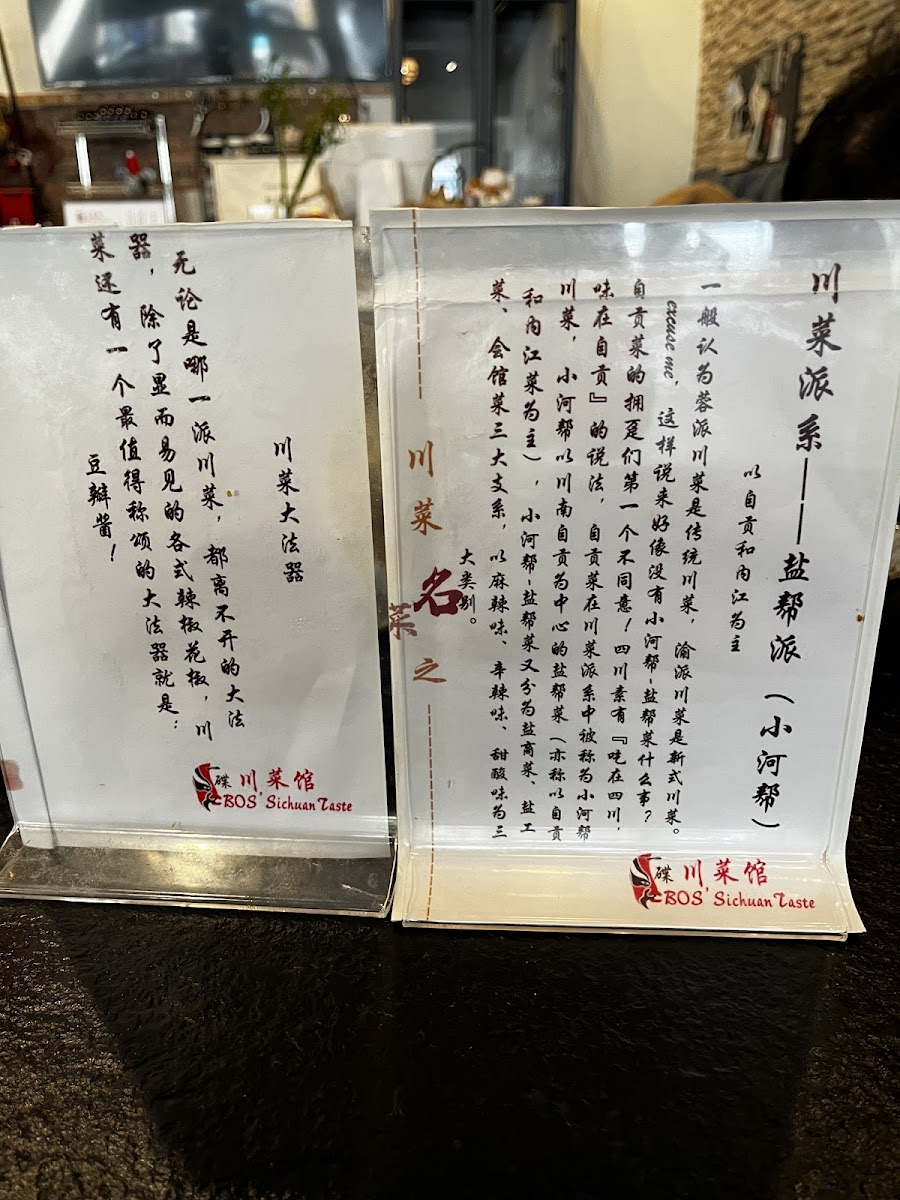 川菜派系——盐帮派（小河帮）
以自贡和内江为主
一般认为蓉派川菜是传统川菜，渝派川菜是新式川菜。
excuse me，这样说来好像没有小河帮-盐帮菜什么事？
自贡菜的拥趸们第一个不同意！四川素有『吃在四川，
味在自贡』的说法，自贡菜在川菜派系中被称为小河帮
川菜，小河帮以川南自贡为中心的盐帮菜（亦称以自贡
和内江菜为主），小河帮-盐帮菜又分为盐商菜、盐工
菜、会馆菜三大支系，以麻辣味、辛辣味、甜酸味为三
大类别。
川菜之
名
菜
碟川菜馆
BOS' Sichuan Taste
川菜大法器
无论是哪一派川菜，都离不开的大法
器，除了显而易见的各式辣椒花椒，川
菜还有一个最值得称颂的大法器就是：
豆瓣酱！
碟川菜馆
BOS' Sichuan Taste